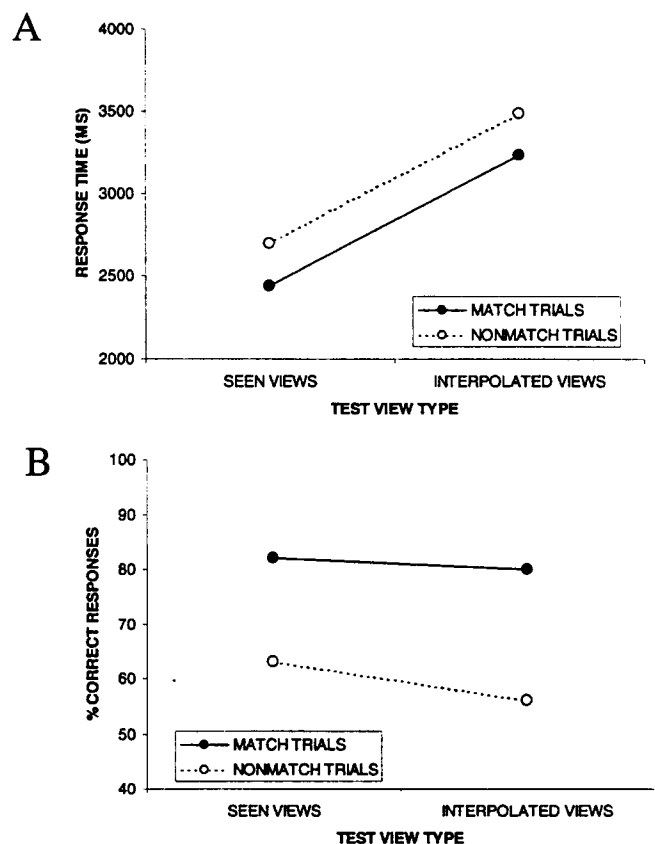 A
4000
3500
3000
2500
2000
RESPONSE TIME (MS)
MATCH TRIALS
NONMATCH TRIALS
SEEN VIEWS INTERPOLATED VIEWS
TEST VIEW TYPE
B
100
90
80
70
60
50
40
% CORRECT RESPONSES
MATCH TRIALS
NONMATCH TRIALS
SEEN VIEWS INTERPOLATED VIEWS
TEST VIEW TYPE